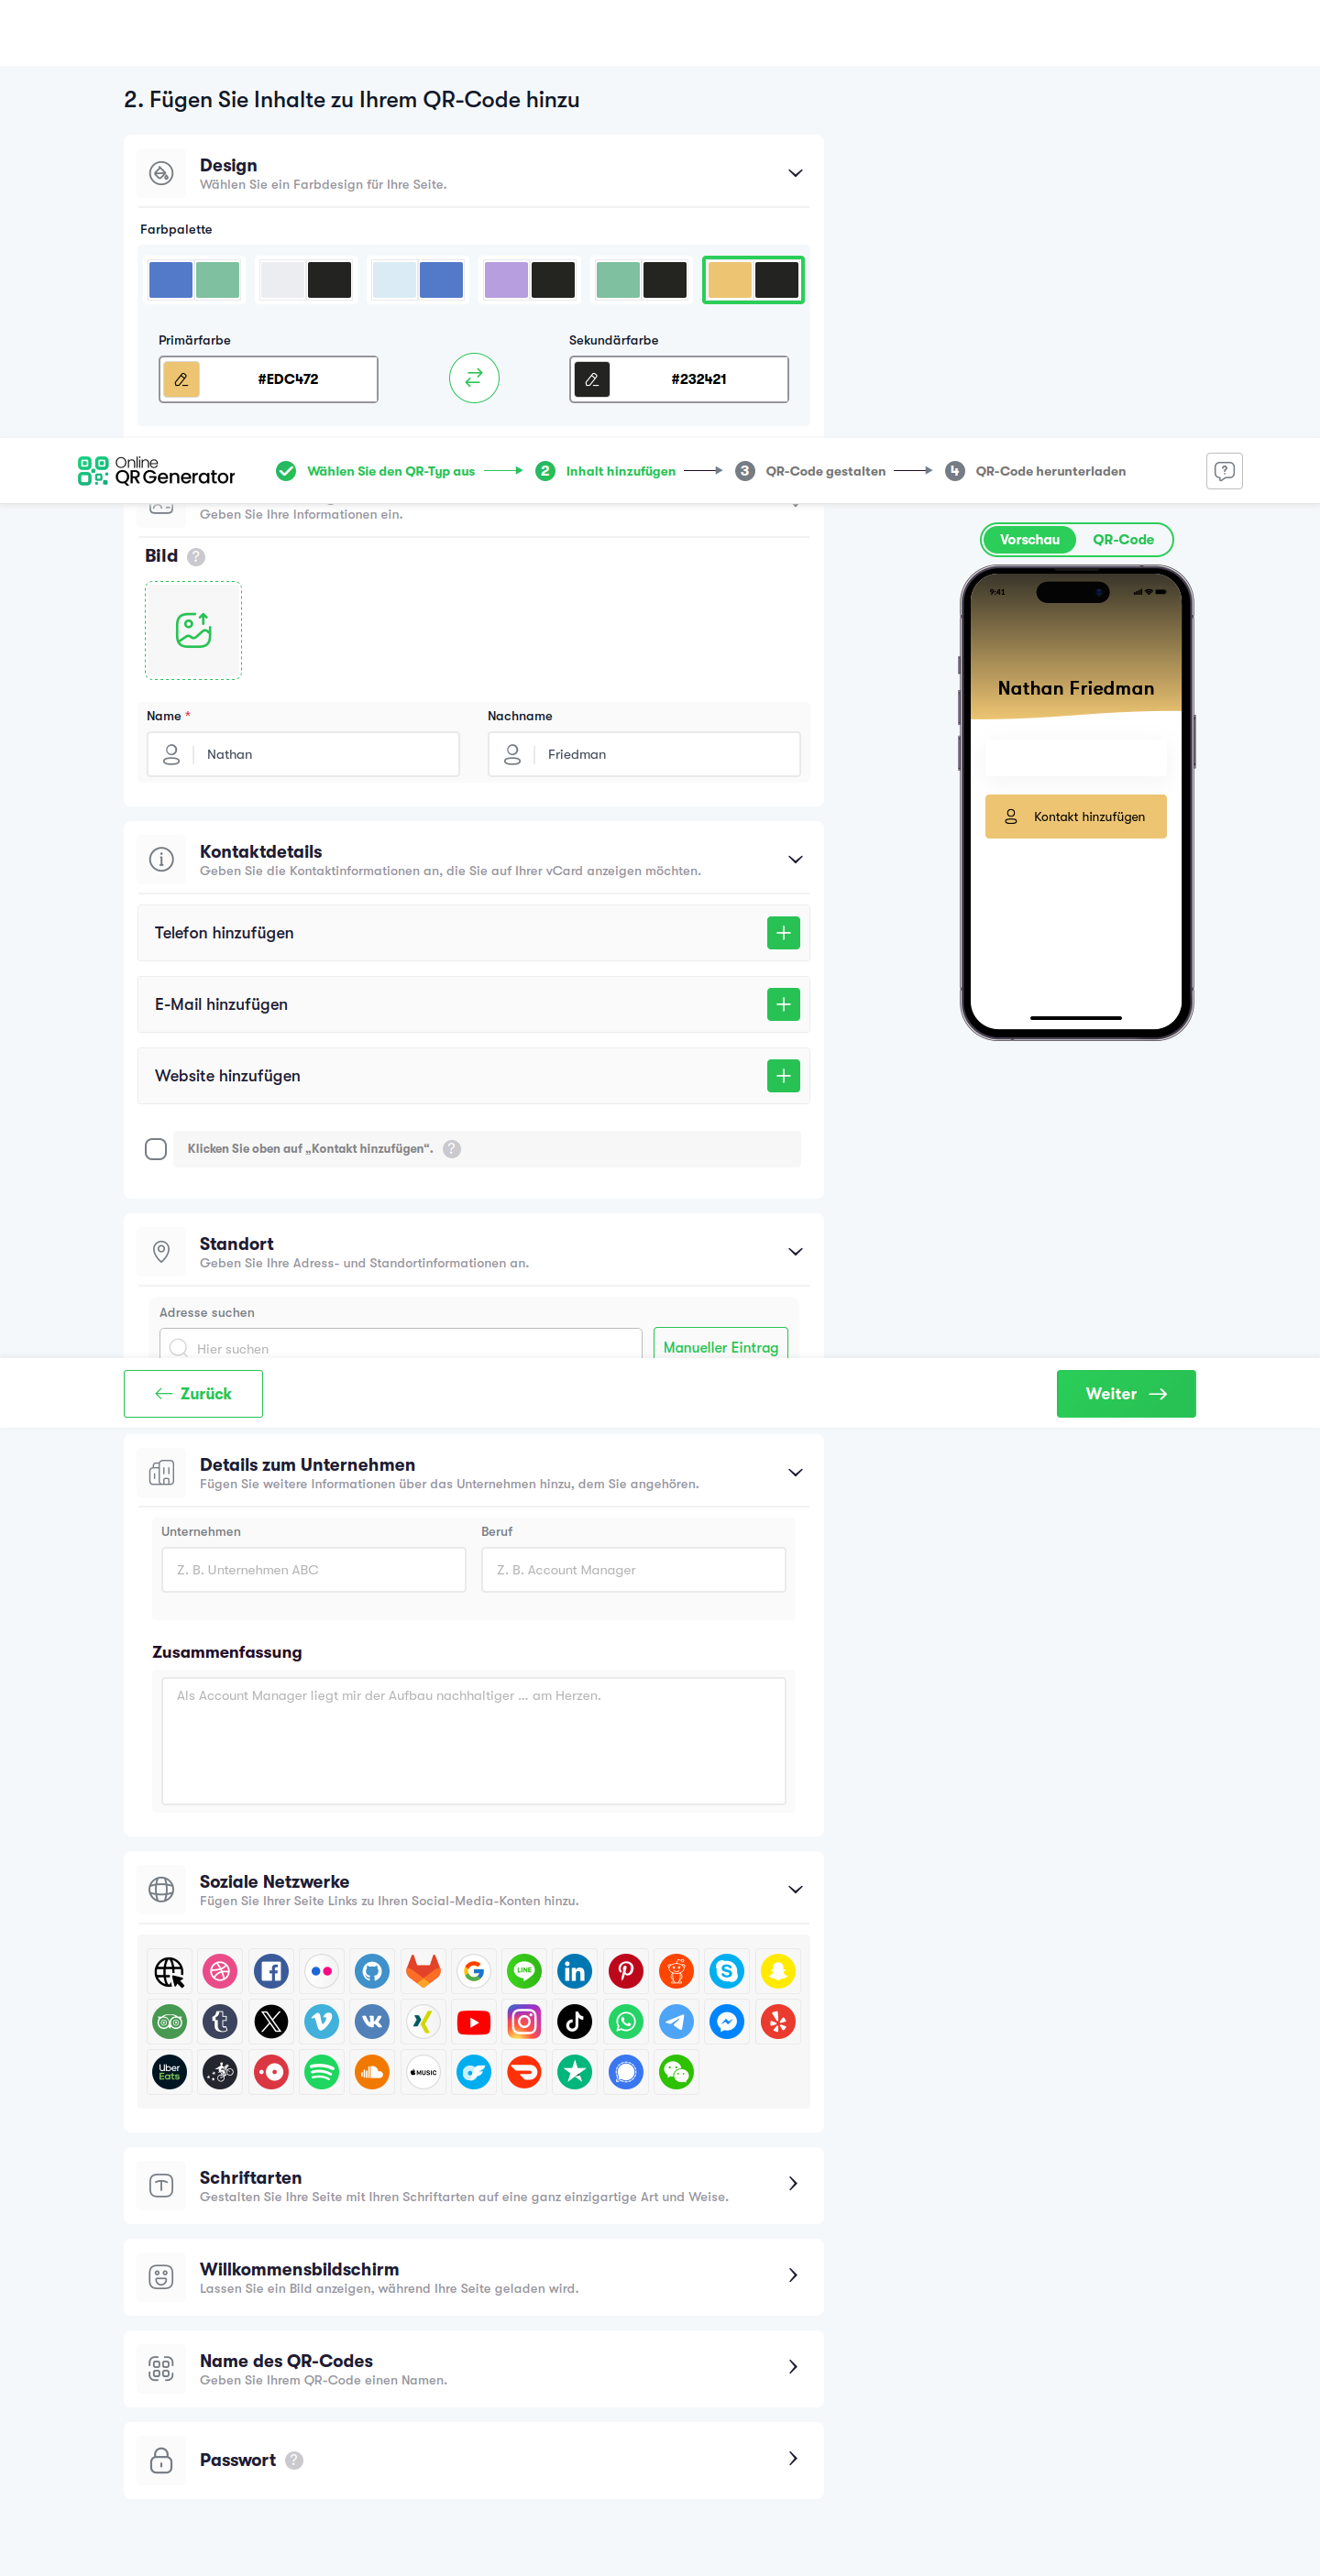 2. Fügen Sie Inhalte zu Ihrem QR-Code hinzu
Design
Wählen Sie ein Farbdesign für Ihre Seite.
Farbpalette
Primärfarbe
Sekundärfarbe
#EDC472
#232421
Online
QR Generator
Wählen Sie den QR-Typ aus
2 Inhalt hinzufügen
3 QR-Code gestalten
4 QR-Code herunterladen
Geben Sie Ihre Informationen ein.
Bild ?
Name *
Nachname
Nathan
Friedman
Vorschau
QR-Code
9:41
Nathan Friedman
Kontakt hinzufügen
Kontaktdetails
Geben Sie die Kontaktinformationen an, die Sie auf Ihrer vCard anzeigen möchten.
Telefon hinzufügen
E-Mail hinzufügen
Website hinzufügen
Klicken Sie oben auf „Kontakt hinzufügen“. ?
Standort
Geben Sie Ihre Adress- und Standortinformationen an.
Adresse suchen
Hier suchen
Manueller Eintrag
Zurück
Weiter
Details zum Unternehmen
Fügen Sie weitere Informationen über das Unternehmen hinzu, dem Sie angehören.
Unternehmen
Beruf
Z. B. Unternehmen ABC
Z. B. Account Manager
Zusammenfassung
Als Account Manager liegt mir der Aufbau nachhaltiger ... am Herzen.
Soziale Netzwerke
Fügen Sie Ihrer Seite Links zu Ihren Social-Media-Konten hinzu.
LINE
Uber
Eats
MUSIC
Schriftarten
Gestalten Sie Ihre Seite mit Ihren Schriftarten auf eine ganz einzigartige Art und Weise.
Willkommensbildschirm
Lassen Sie ein Bild anzeigen, während Ihre Seite geladen wird.
Name des QR-Codes
Geben Sie Ihrem QR-Code einen Namen.
Passwort ?